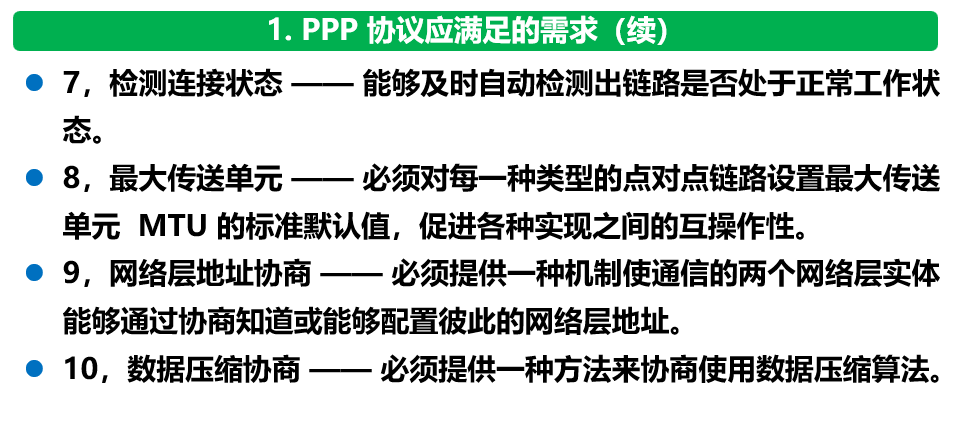 1. PPP 协议应满足的需求（续）
● 7，检测连接状态 —— 能够及时自动检测出链路是否处于正常工作状
态。
● 8，最大传送单元 —— 必须对每一种类型的点对点链路设置最大传送
单元 MTU 的标准默认值，促进各种实现之间的互操作性。
● 9，网络层地址协商 —— 必须提供一种机制使通信的两个网络层实体
能够通过协商知道或能够配置彼此的网络层地址。
● 10，数据压缩协商 —— 必须提供一种方法来协商使用数据压缩算法。